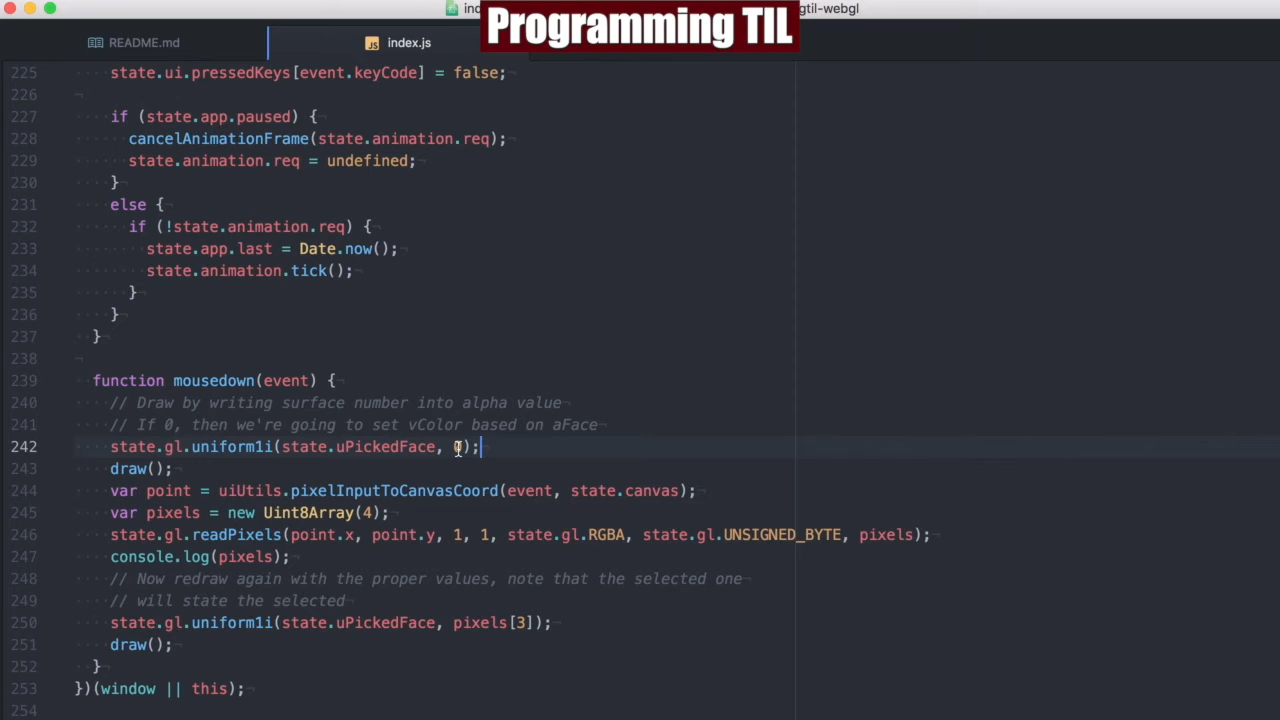 Programming TIL
gtil-webgl
README.md
index.js
225 state.ui.pressedKeys[event.keyCode] = false;
226
227 if (state.app.paused) {
228 cancelAnimationFrame(state.animation.req);
229 state.animation.req = undefined;
230 }
231 else {
232 if (!state.animation.req) {
233 state.app.last = Date.now();
234 state.animation.tick();
235 }
236 }
237 }
238
239 function mousedown(event) {
240 // Draw by writing surface number into alpha value
241 // If 0, then we're going to set vColor based on aFace
242 state.gl.uniform1i(state.uPickedFace, 0);
243 draw();
244 var point = uiUtils.pixelInputToCanvasCoord(event, state.canvas);
245 var pixels = new Uint8Array(4);
246 state.gl.readPixels(point.x, point.y, 1, 1, state.gl.RGBA, state.gl.UNSIGNED_BYTE, pixels);
247 console.log(pixels);
248 // Now redraw again with the proper values, note that the selected one
249 // will state the selected
250 state.gl.uniform1i(state.uPickedFace, pixels[3]);
251 draw();
252 }
253 })(window || this);
254